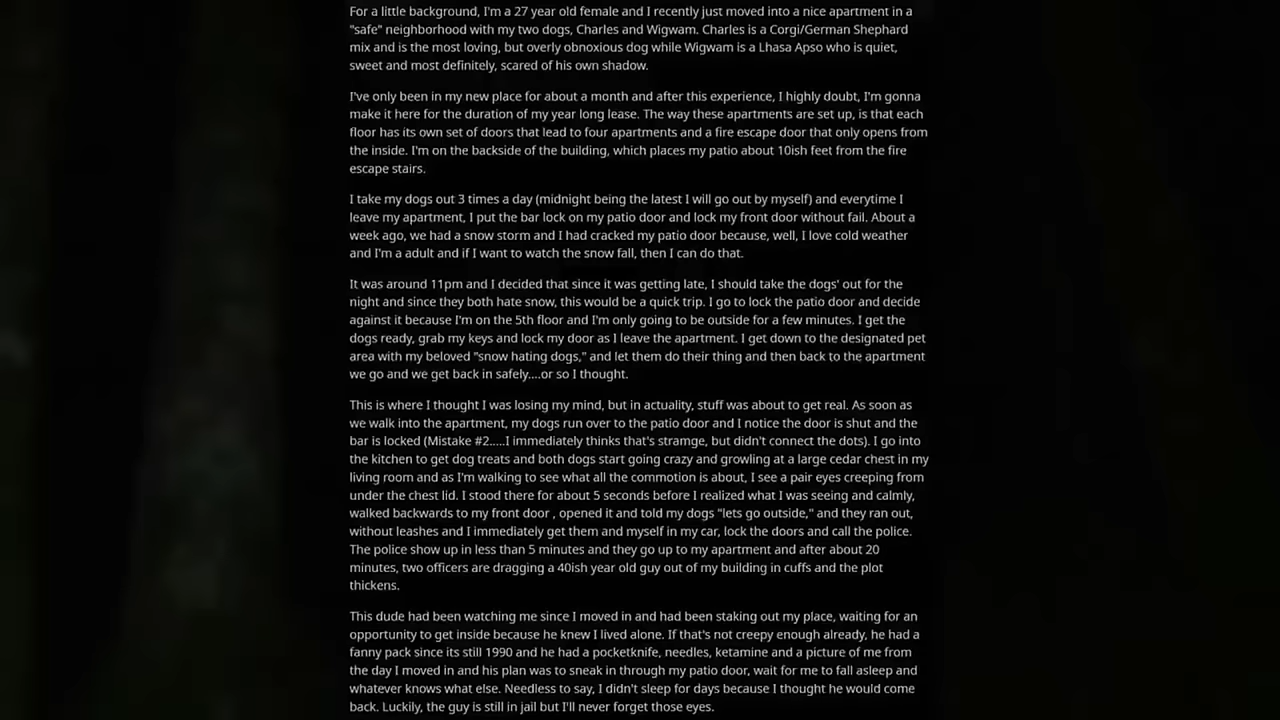 For a little background, I'm a 27 year old female and I recently just moved into a nice apartment in a
"safe" neighborhood with my two dogs, Charles and Wigwam. Charles is a Corgi/German Shephard
mix and is the most loving, but overly obnoxious dog while Wigwam is a Lhasa Apso who is quiet,
sweet and most definitely, scared of his own shadow.
I've only been in my new place for about a month and after this experience, I highly doubt, I'm gonna
make it here for the duration of my year long lease. The way these apartments are set up, is that each
floor has its own set of doors that lead to four apartments and a fire escape door that only opens from
the inside. I'm on the backside of the building, which places my patio about 10ish feet from the fire
escape stairs.
I take my dogs out 3 times a day (midnight being the latest I will go out by myself) and everytime I
leave my apartment, I put the bar lock on my patio door and lock my front door without fail. About a
week ago, we had a snow storm and I had cracked my patio door because, well, I love cold weather
and I'm a adult and if I want to watch the snow fall, then I can do that.
It was around 11pm and I decided that since it was getting late, I should take the dogs' out for the
night and since they both hate snow, this would be a quick trip. I go to lock the patio door and decide
against it because I'm on the 5th floor and I'm only going to be outside for a few minutes. I get the
dogs ready, grab my keys and lock my door as I leave the apartment. I get down to the designated pet
area with my beloved "snow hating dogs," and let them do their thing and then back to the apartment
we go and we get back in safely....or so I thought.
This is where I thought I was losing my mind, but in actuality, stuff was about to get real. As soon as
we walk into the apartment, my dogs run over to the patio door and I notice the door is shut and the
bar is locked (Mistake #2.....I immediately thinks that's stramge, but didn't connect the dots). I go into
the kitchen to get dog treats and both dogs start going crazy and growling at a large cedar chest in my
living room and as I'm walking to see what all the commotion is about, I see a pair eyes creeping from
under the chest lid. I stood there for about 5 seconds before I realized what I was seeing and calmly,
walked backwards to my front door , opened it and told my dogs "lets go outside," and they ran out,
without leashes and I immediately get them and myself in my car, lock the doors and call the police.
The police show up in less than 5 minutes and they go up to my apartment and after about 20
minutes, two officers are dragging a 40ish year old guy out of my building in cuffs and the plot
thickens.
This dude had been watching me since I moved in and had been staking out my place, waiting for an
opportunity to get inside because he knew I lived alone. If that's not creepy enough already, he had a
fanny pack since its still 1990 and he had a pocketknife, needles, ketamine and a picture of me from
the day I moved in and his plan was to sneak in through my patio door, wait for me to fall asleep and
whatever knows what else. Needless to say, I didn't sleep for days because I thought he would come
back. Luckily, the guy is still in jail but I'll never forget those eyes.